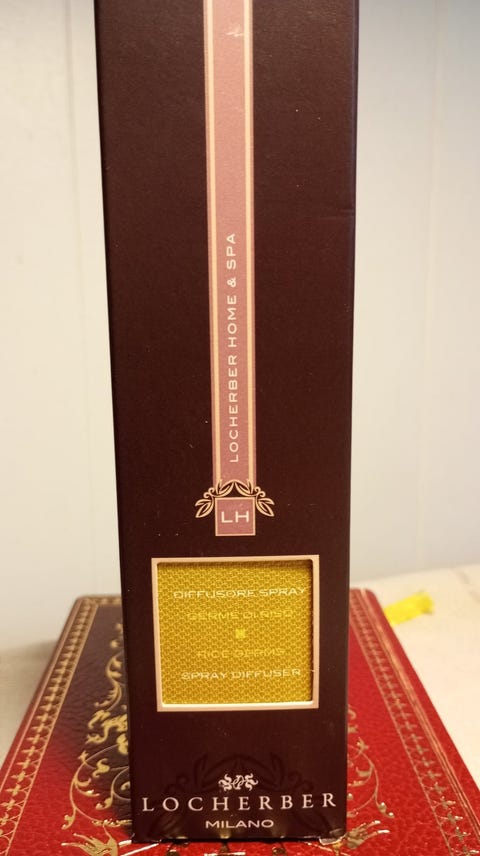 LOCHERBER HOME & SPA
LH
DIFFUSORE SPRAY
GERME DI RISO
RICE GERMS
SPRAY DIFFUSER
LOCHERBER
MILANO